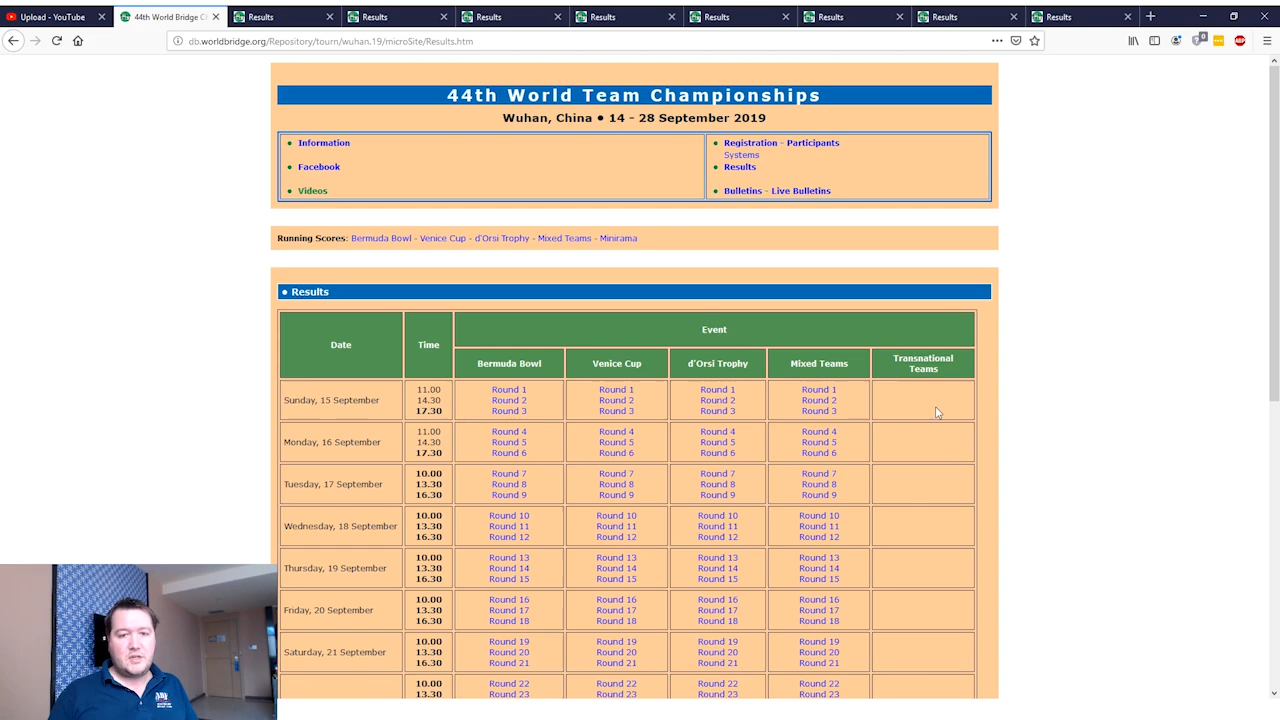 Upload - YouTube
44th World Bridge C
Results
Results
Results
Results
Results
Results
Results
Results
db.worldbridge.org/Repository/tourn/wuhan.19/microSite/Results.htm
0
ABP
44th World Team Championships
Wuhan, China • 14 - 28 September 2019
• Information
• Facebook
• Videos
• Registration - Participants
Systems
• Results
• Bulletins - Live Bulletins
Running Scores: Bermuda Bowl - Venice Cup - d'Orsi Trophy - Mixed Teams - Minirama
• Results
Date Time Event
Bermuda Bowl Venice Cup d'Orsi Trophy Mixed Teams Transnational Teams
Sunday, 15 September
11.00 Round 1 Round 1 Round 1 Round 1
14.30 Round 2 Round 2 Round 2 Round 2
17.30 Round 3 Round 3 Round 3 Round 3
Monday, 16 September
11.00 Round 4 Round 4 Round 4 Round 4
14.30 Round 5 Round 5 Round 5 Round 5
17.30 Round 6 Round 6 Round 6 Round 6
Tuesday, 17 September
10.00 Round 7 Round 7 Round 7 Round 7
13.30 Round 8 Round 8 Round 8 Round 8
16.30 Round 9 Round 9 Round 9 Round 9
Wednesday, 18 September
10.00 Round 10 Round 10 Round 10 Round 10
13.30 Round 11 Round 11 Round 11 Round 11
16.30 Round 12 Round 12 Round 12 Round 12
Thursday, 19 September
10.00 Round 13 Round 13 Round 13 Round 13
13.30 Round 14 Round 14 Round 14 Round 14
16.30 Round 15 Round 15 Round 15 Round 15
Friday, 20 September
10.00 Round 16 Round 16 Round 16 Round 16
13.30 Round 17 Round 17 Round 17 Round 17
16.30 Round 18 Round 18 Round 18 Round 18
Saturday, 21 September
10.00 Round 19 Round 19 Round 19 Round 19
13.30 Round 20 Round 20 Round 20 Round 20
16.30 Round 21 Round 21 Round 21 Round 21
10.00 Round 22 Round 22 Round 22 Round 22
13.30 Round 23 Round 23 Round 23 Round 23